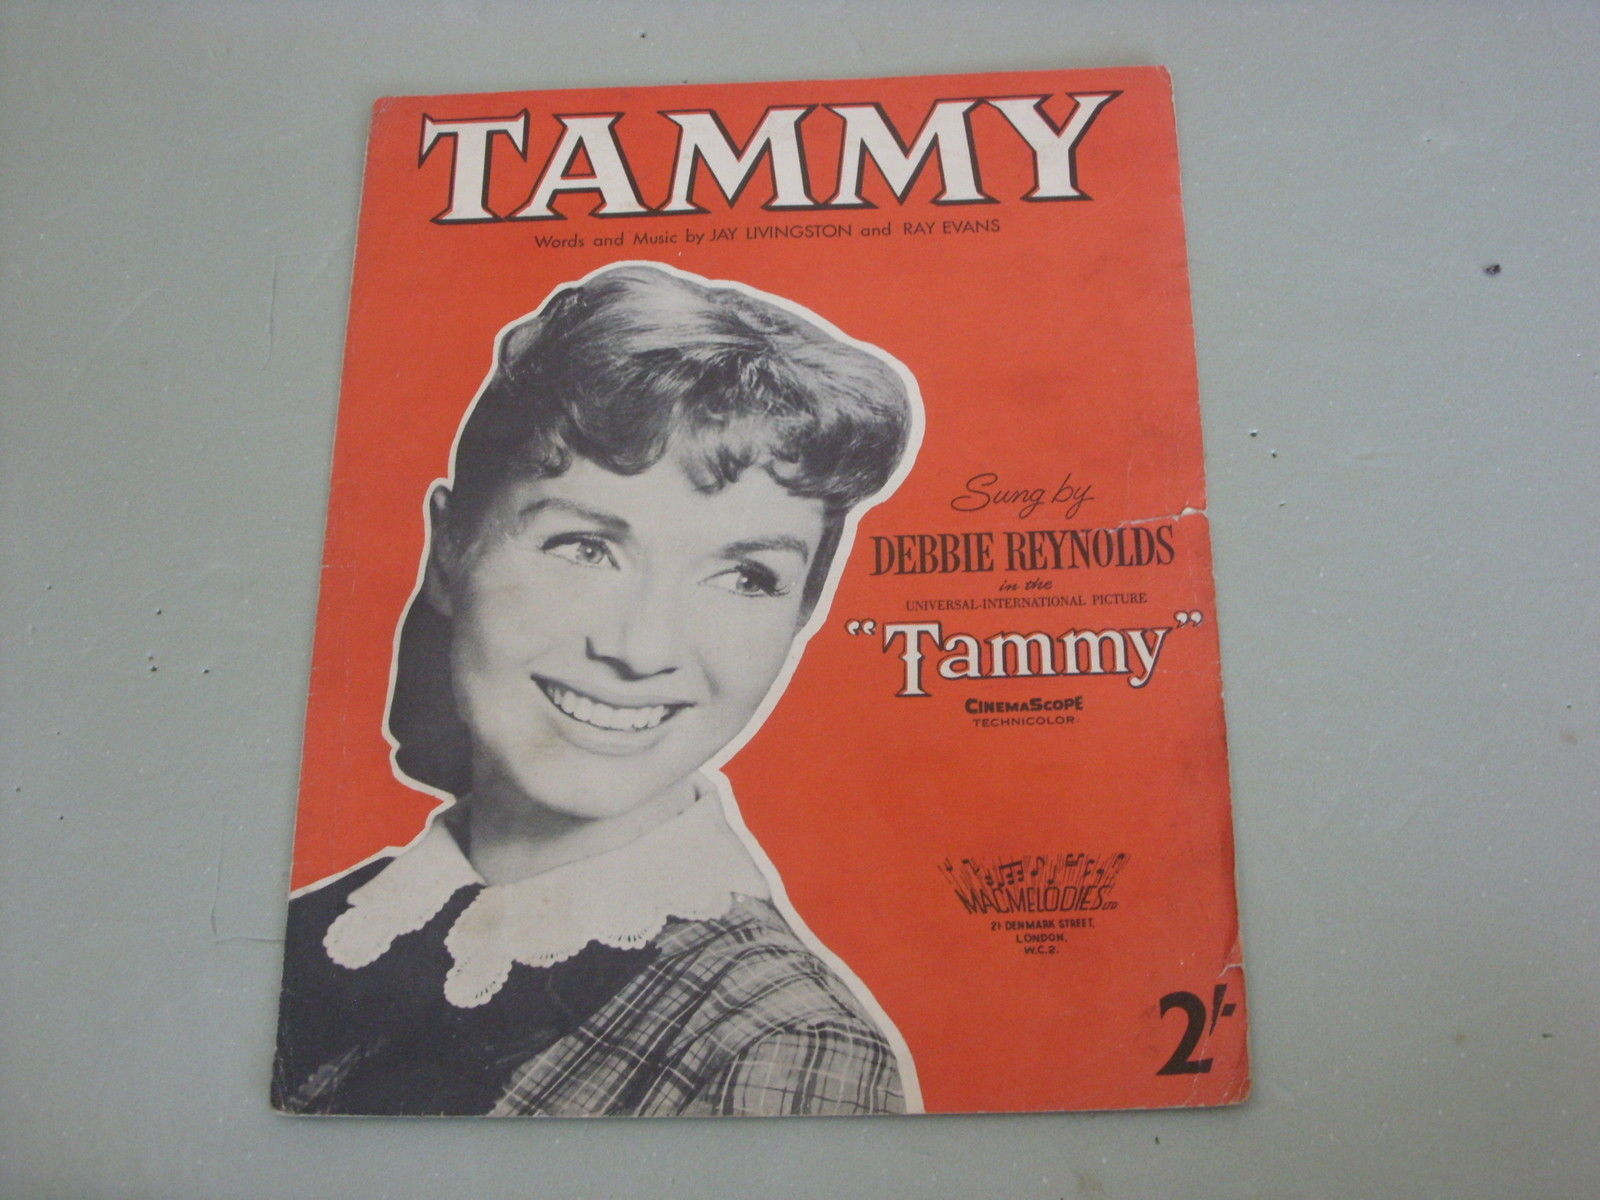 TAMMY
Words and Music by JAY LIVINGSTON and RAY EVANS
Sung by
DEBBIE REYNOLDS
in the
UNIVERSAL-INTERNATIONAL PICTURE
"Tammy"
CINEMASCOPE
TECHNICOLOR
MACMELODIES LTD
21 DENMARK STREET,
LONDON,
W.C.2.
2/-